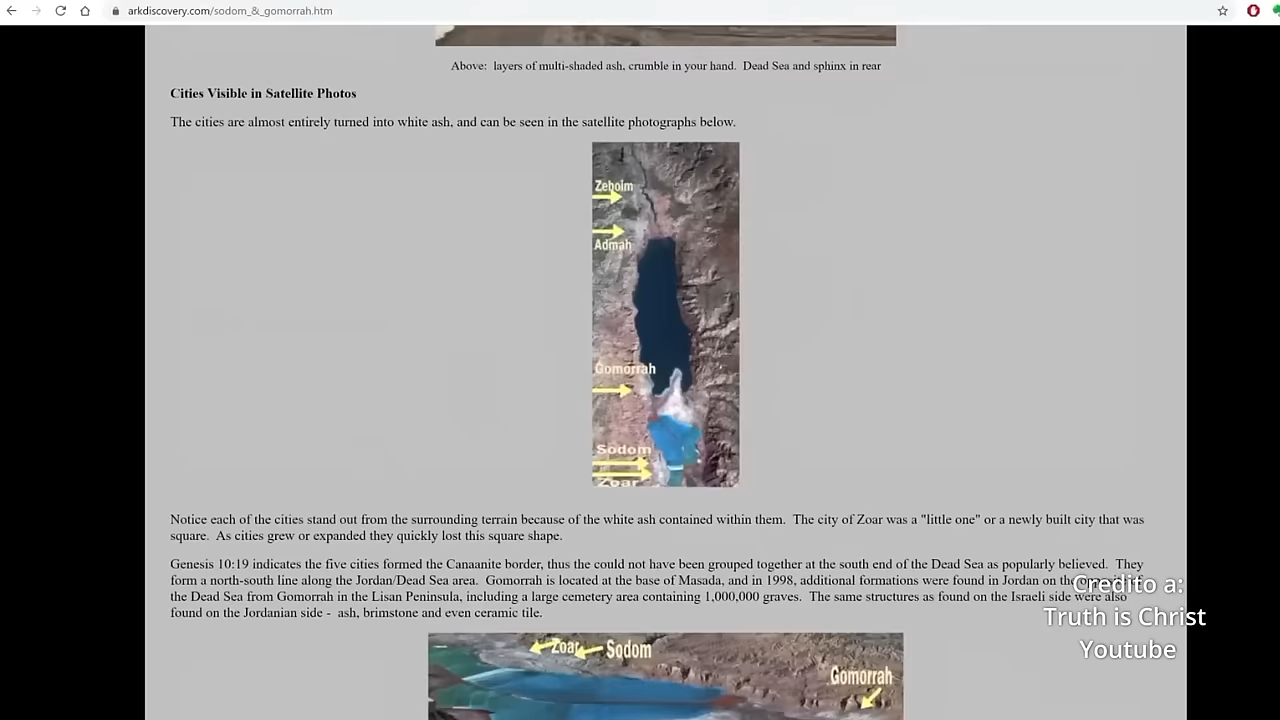 arkdiscovery.com/sodom_&_gomorrah.htm
Above: layers of multi-shaded ash, crumble in your hand. Dead Sea and sphinx in rear
Cities Visible in Satellite Photos
The cities are almost entirely turned into white ash, and can be seen in the satellite photographs below.
Zeboim
Admah
Gomorrah
Sodom
Zoar
Notice each of the cities stand out from the surrounding terrain because of the white ash contained within them. The city of Zoar was a "little one" or a newly built city that was
square. As cities grew or expanded they quickly lost this square shape.
Genesis 10:19 indicates the five cities formed the Canaanite border, thus the could not have been grouped together at the south end of the Dead Sea as popularly believed. They
form a north-south line along the Jordan/Dead Sea area. Gomorrah is located at the base of Masada, and in 1998, additional formations were found in Jordan on the
the Dead Sea from Gomorrah in the Lisan Peninsula, including a large cemetery area containing 1,000,000 graves. The same structures as found on the Israeli side were also
found on the Jordanian side - ash, brimstone and even ceramic tile.
Credito a:
Truth is Christ
Youtube
Zoar
Sodom
Gomorrah